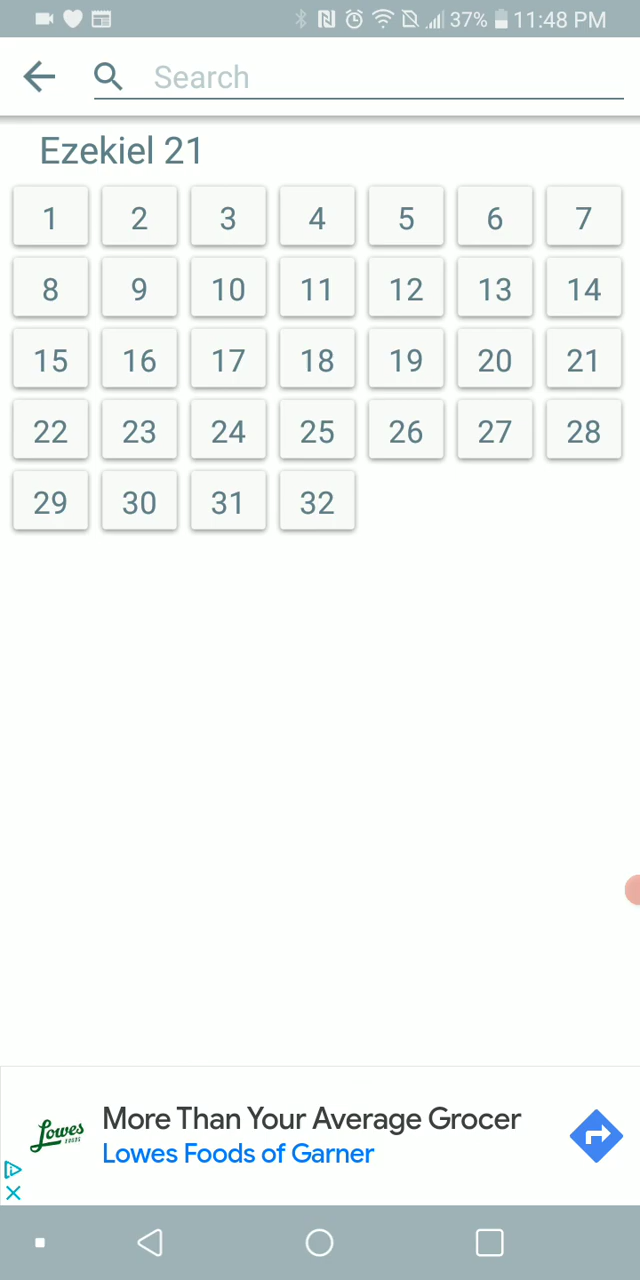 37% 11:48 PM
Search
Ezekiel 21
1 2 3 4 5 6 7
8 9 10 11 12 13 14
15 16 17 18 19 20 21
22 23 24 25 26 27 28
29 30 31 32
More Than Your Average Grocer
Lowes Foods of Garner
Lowes
FOODS